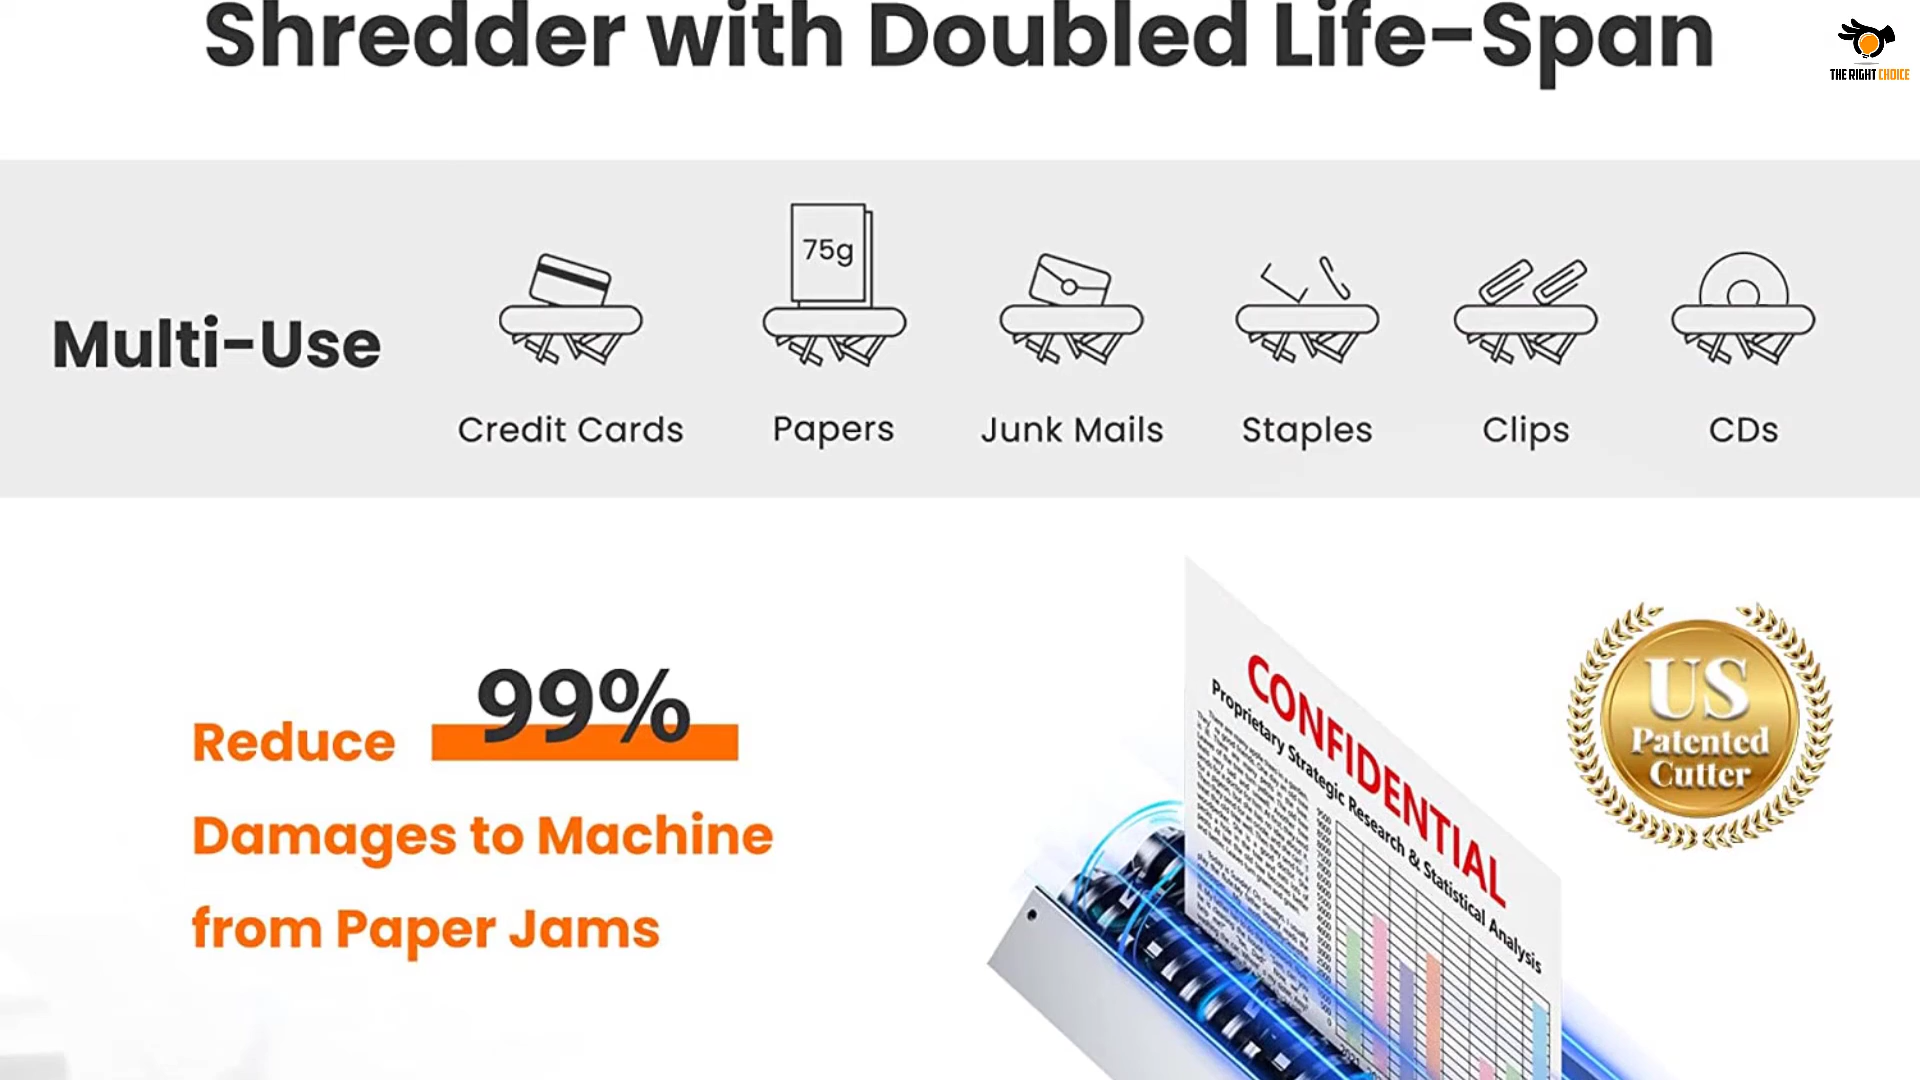 Shredder with Doubled Life-Span
THE RIGHT CHOICE
75g
Multi-Use
Credit Cards
Papers
Junk Mails
Staples
Clips
CDs
Reduce 99%
Damages to Machine
from Paper Jams
CONFIDENTIAL
Proprietary Strategic Research & Statistical Analysis
US
Patented
Cutter